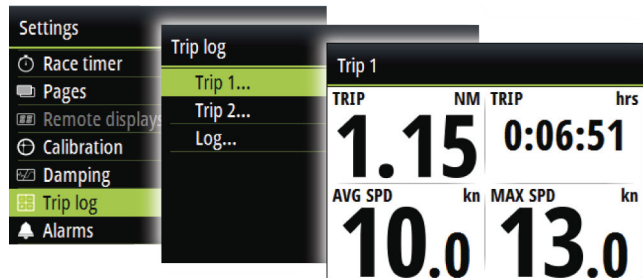 Settings
Race timer
Pages
Remote displays
Calibration
Damping
Trip log
Alarms
Trip log
Trip 1...
Trip 2...
Log...
Trip 1
TRIP NM TRIP hrs
1.15 0:06:51
AVG SPD kn MAX SPD kn
10.0 13.0